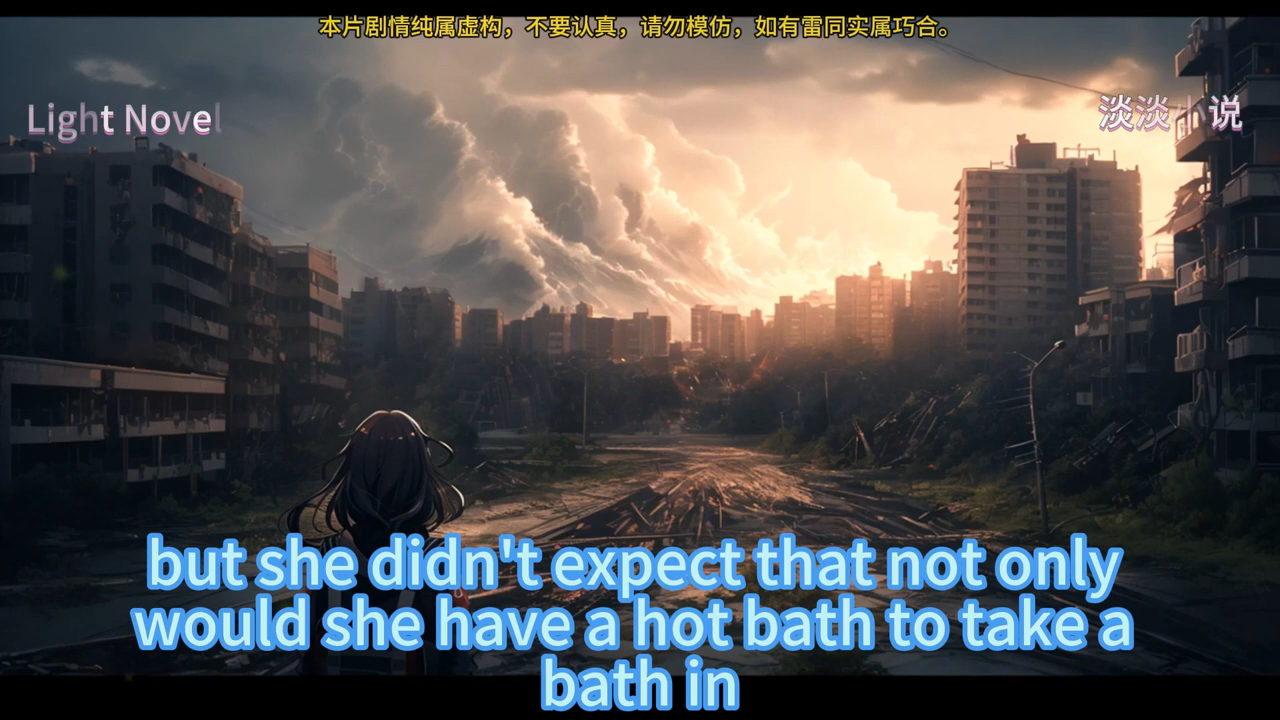 本片剧情纯属虚构，不要认真，请勿模仿，如有雷同实属巧合。
Light Novel
淡淡小说
but she didn't expect that not only
would she have a hot bath to take a
bath in